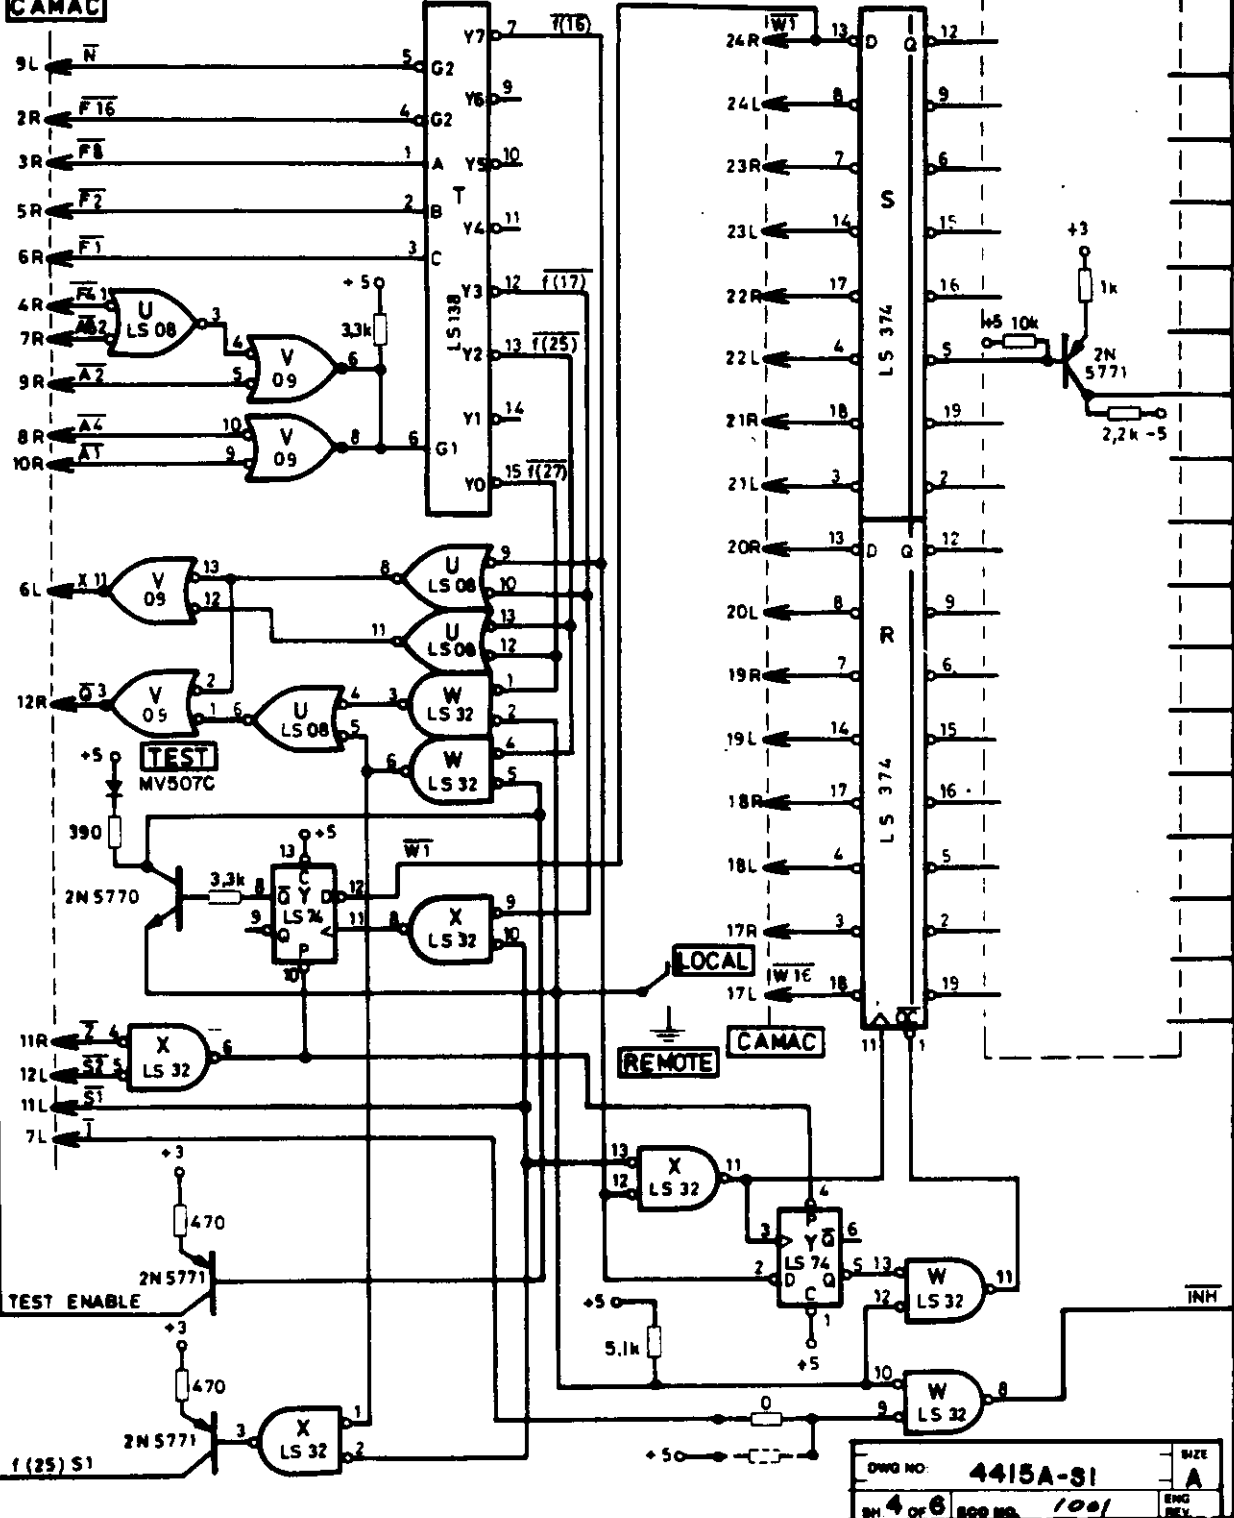 CAMAC
9L N 5 G2
2R F16 4 G2
3R F8 1 A
5R F2 2 B
6R F1 3 C
4R F4 1
7R A8 2
U LS 08 3
9R A2 5
4 V 09 6
8R A4 10
10R A1 9
V 09 8
+5 3,3k
6 G1
T LS 138
Y7 7 f(16)
Y6 9
Y5 10
Y4 11
Y3 12 f(17)
Y2 13 f(25)
Y1 14
Y0 15 f(27)
24R W1 13 D Q 12
24L 8 9
23R 7 6
23L 14 15
22R 17 16
22L 4 5
21R 18 19
21L 3 2
S LS 374
20R 13 D Q 12
20L 8 9
19R 7 6
19L 14 15
18R 17 16
18L 4 5
17R 3 2
17L W16 18 19
R LS 374
11 OC 1
+3 1k
+5 10k
2N 5771
2,2k -5
6L X 11 V 09 13 12
8 U LS 08 9 10
11 U LS 08 13 12
12R Q 3 V 09 2 1
6 U LS 08 4 5
3 W LS 32 1 2
6 W LS 32 4 5
+5 TEST
MV507C
390
2N 5770
3,3k
+5 13 C
8 Q Y D 12 W1
LS 74
9 Q 11
P 10
8 X LS 32 9 10
LOCAL
REMOTE
CAMAC
11R Z 4
12L S2 5
X LS 32 6
11L S1
7L I
+3
470
2N 5771
TEST ENABLE
+3
470
2N 5771
f(25) S1
3 X LS 32 1 2
13 12 X LS 32 11
4 P
3 Y Q 6
LS 74
2 D Q 5
C 1
+5
13 12 W LS 32 11
+5
5,1k
10 9 W LS 32 8
INH
0
+5
DWG NO: 4415A-S1 SIZE A
SH. 4 OF 6 ECO NO. 1001 ENG REV.